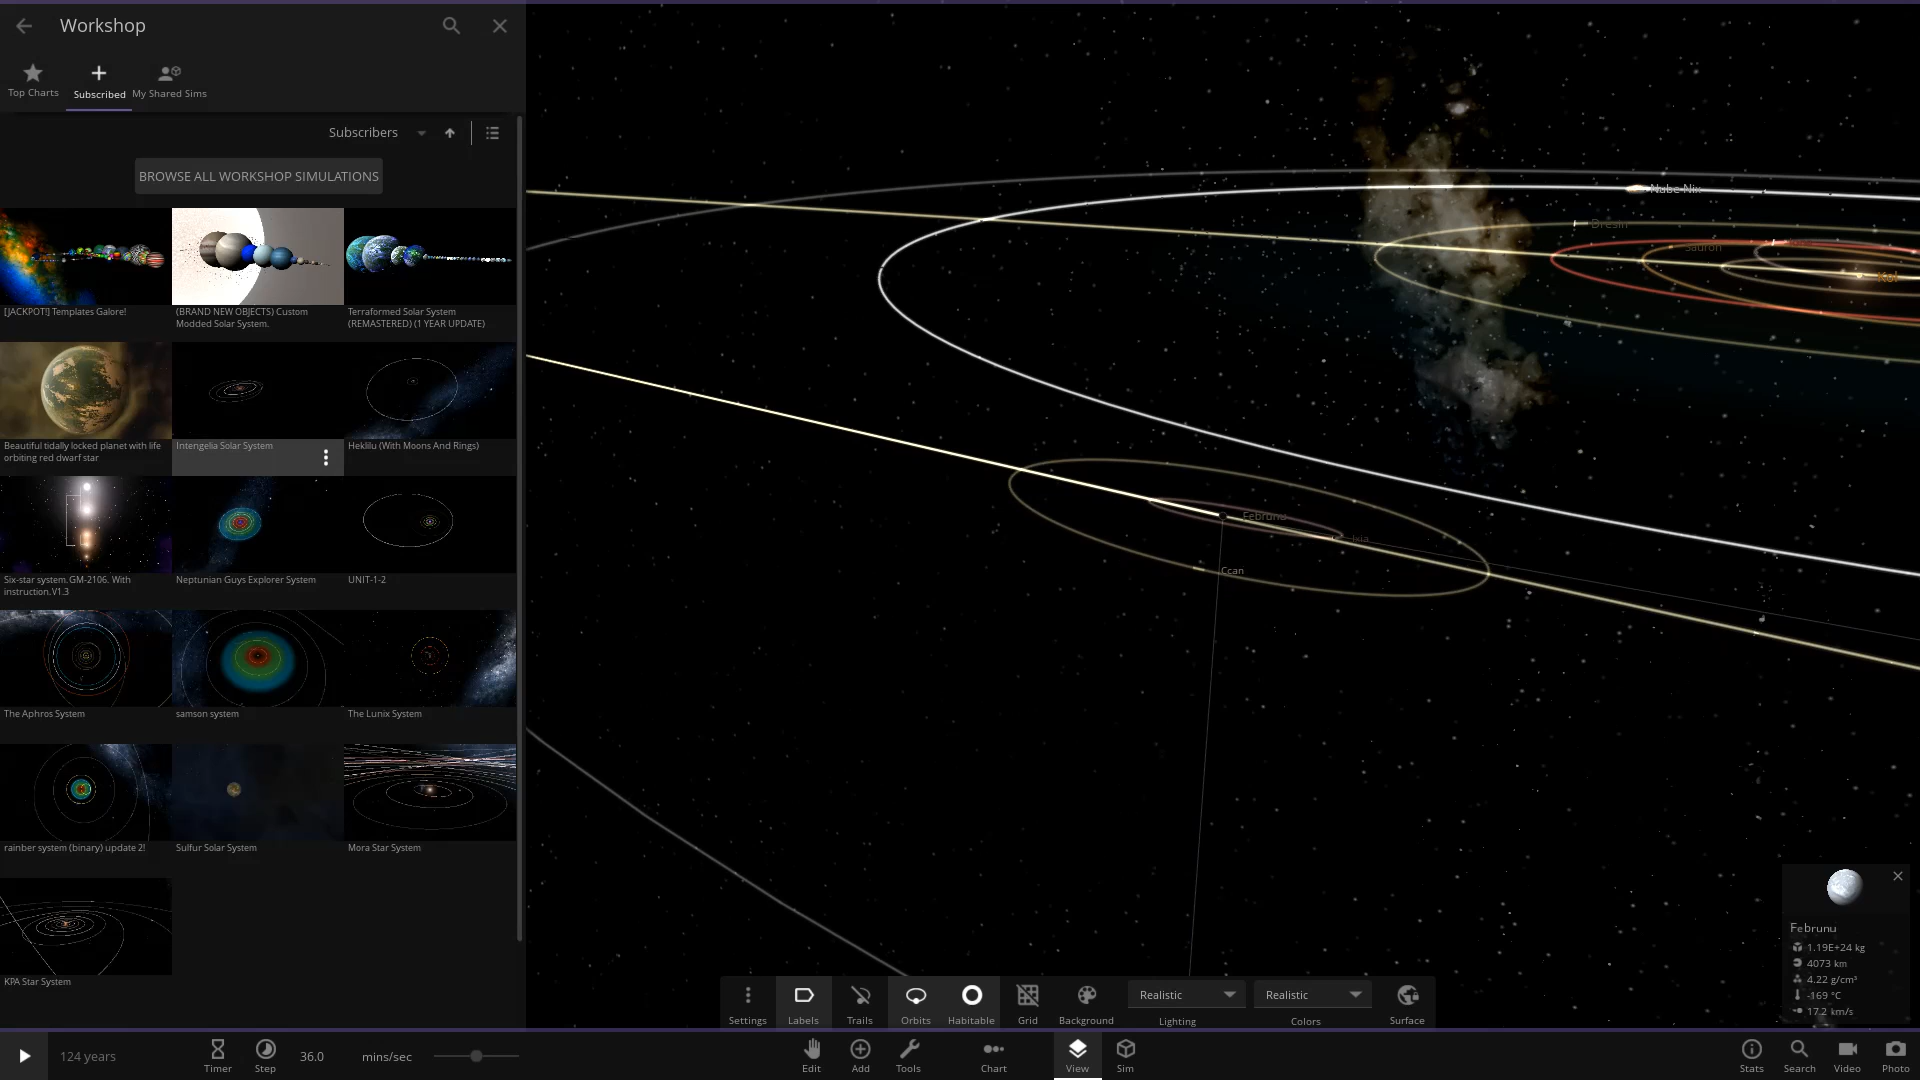 Workshop
Top Charts
Subscribed
My Shared Sims
Subscribers
BROWSE ALL WORKSHOP SIMULATIONS
[JACKPOT!] Templates Galore!
(BRAND NEW OBJECTS) Custom
Modded Solar System.
Terraformed Solar System
(REMASTERED) (1 YEAR UPDATE)
Beautiful tidally locked planet with life
orbiting red dwarf star
Intengelia Solar System
Heklilu (With Moons And Rings)
Six-star system.GM-2106. With
instruction.V1.3
Neptunian Guys Explorer System
UNIT-1-2
The Aphros System
samson system
The Lunix System
rainber system (binary) update 2!
Sulfur Solar System
Mora Star System
KPA Star System
Nube Nix
Dresin
Sauron
Kol
Februnu
Ixia
Ccan
Februnu
1.19E+24 kg
4073 km
4.22 g/cm³
-169 °C
17.2 km/s
Settings
Labels
Trails
Orbits
Habitable
Grid
Background
Realistic
Lighting
Realistic
Colors
Surface
124 years
Timer
Step
36.0
mins/sec
Edit
Add
Tools
Chart
View
Sim
Stats
Search
Video
Photo